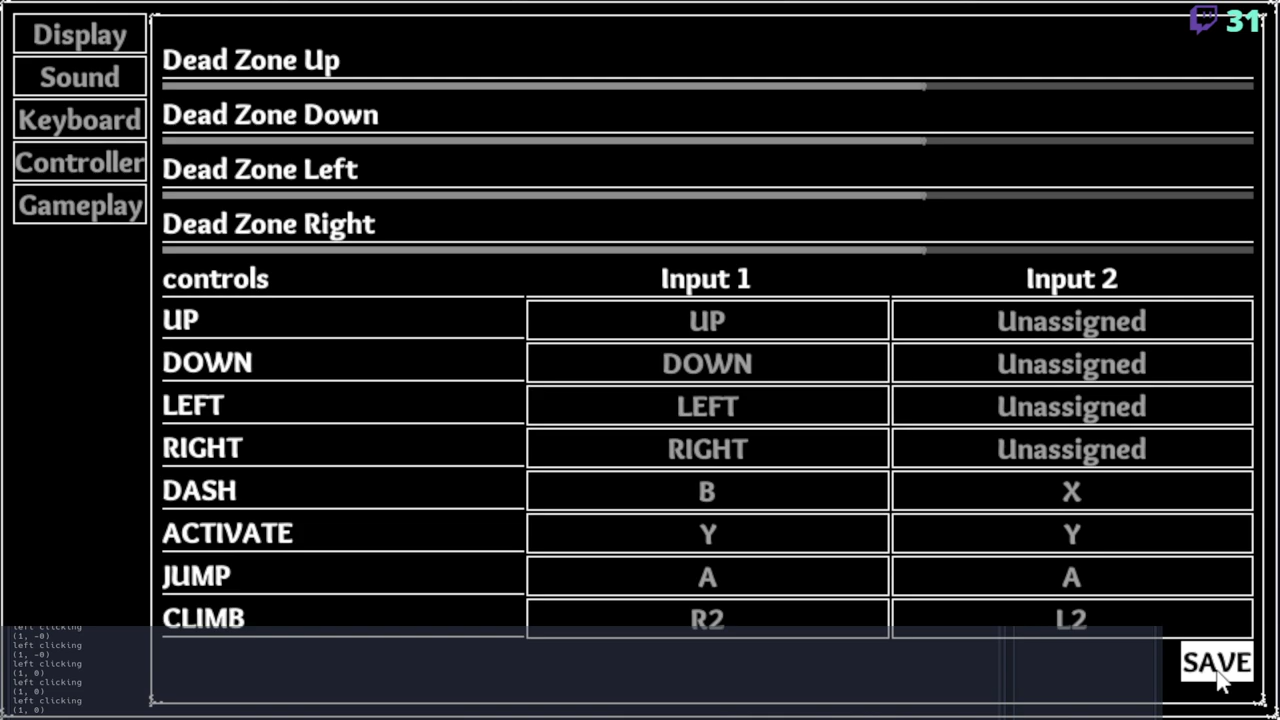 31
Display
Sound
Keyboard
Controller
Gameplay
Dead Zone Up
Dead Zone Down
Dead Zone Left
Dead Zone Right
controls Input 1 Input 2
UP UP Unassigned
DOWN DOWN Unassigned
LEFT LEFT Unassigned
RIGHT RIGHT Unassigned
DASH B X
ACTIVATE Y Y
JUMP A A
CLIMB R2 L2
SAVE
left clicking
(1, -0)
left clicking
(1, -0)
left clicking
(1, 0)
left clicking
(1, 0)
left clicking
(1, 0)